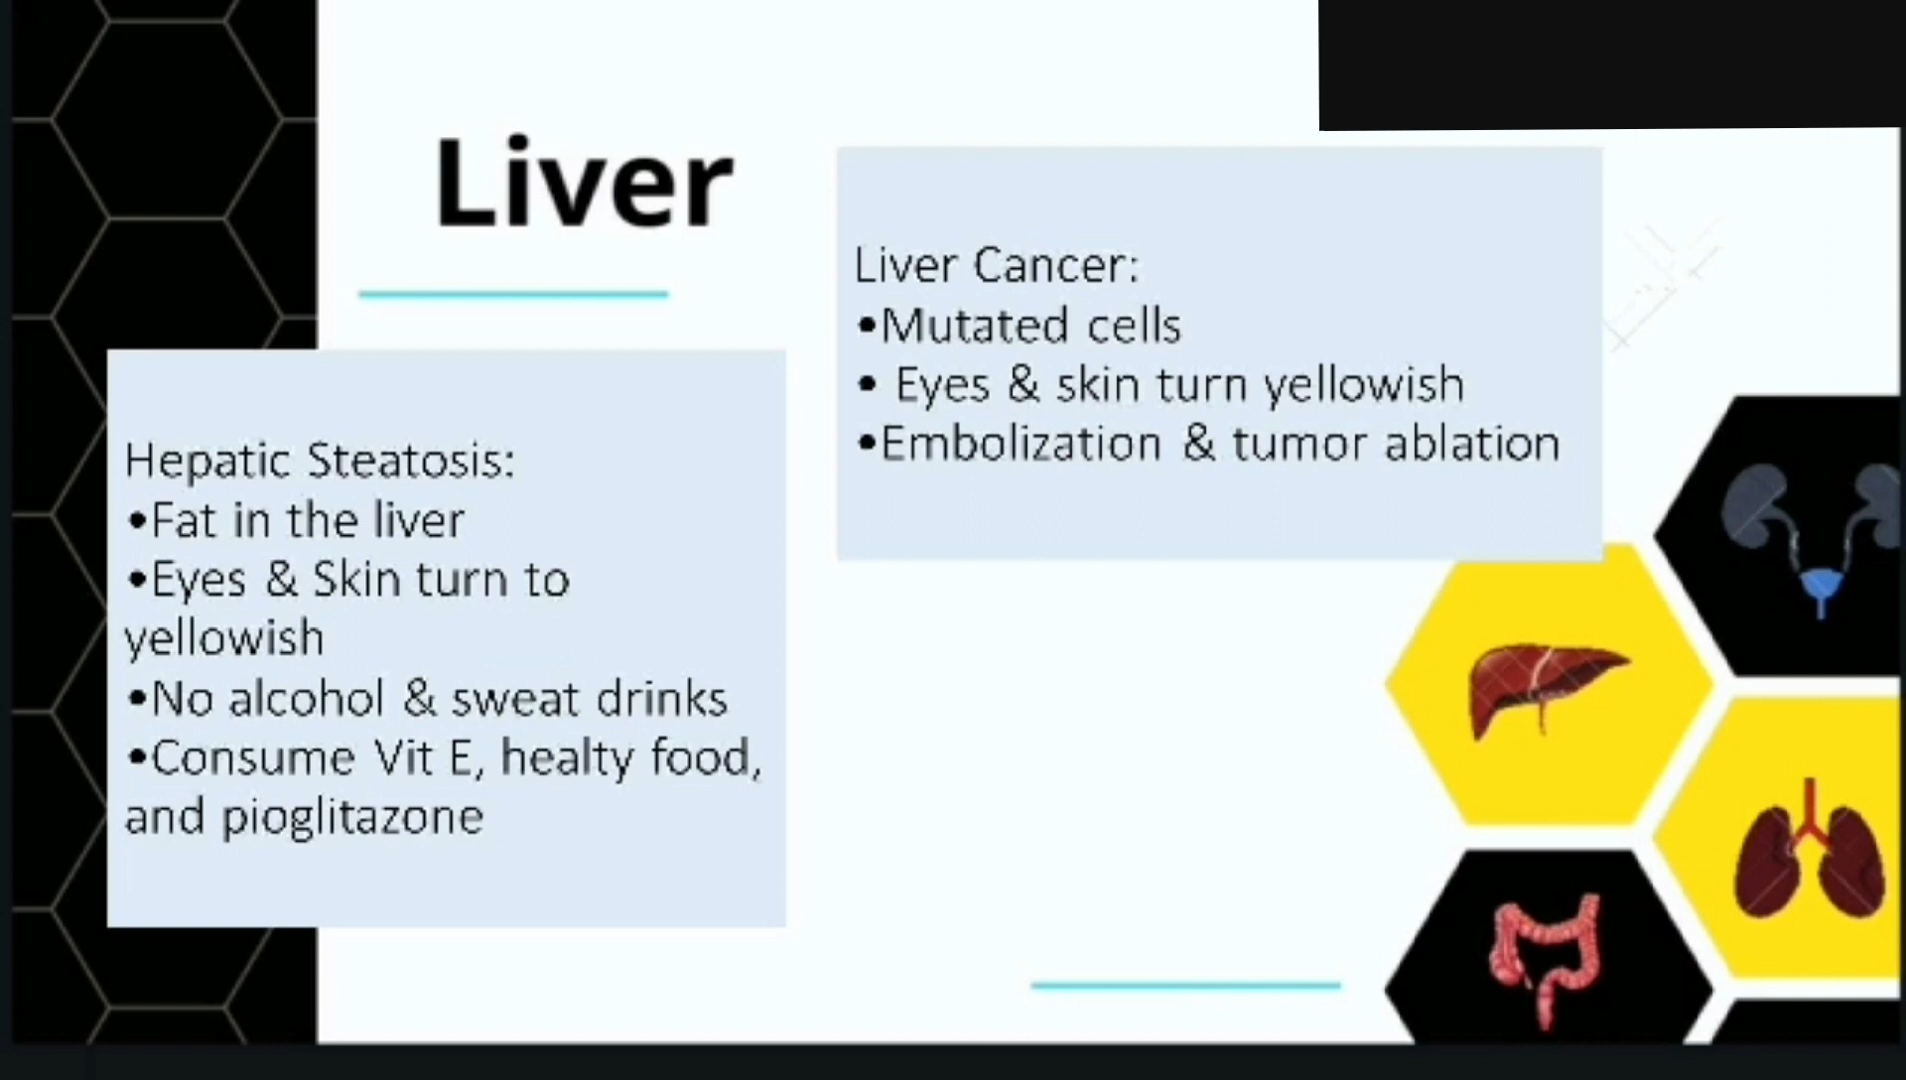 Liver
Hepatic Steatosis:
•Fat in the liver
•Eyes & Skin turn to
yellowish
•No alcohol & sweat drinks
•Consume Vit E, healty food,
and pioglitazone
Liver Cancer:
•Mutated cells
• Eyes & skin turn yellowish
•Embolization & tumor ablation